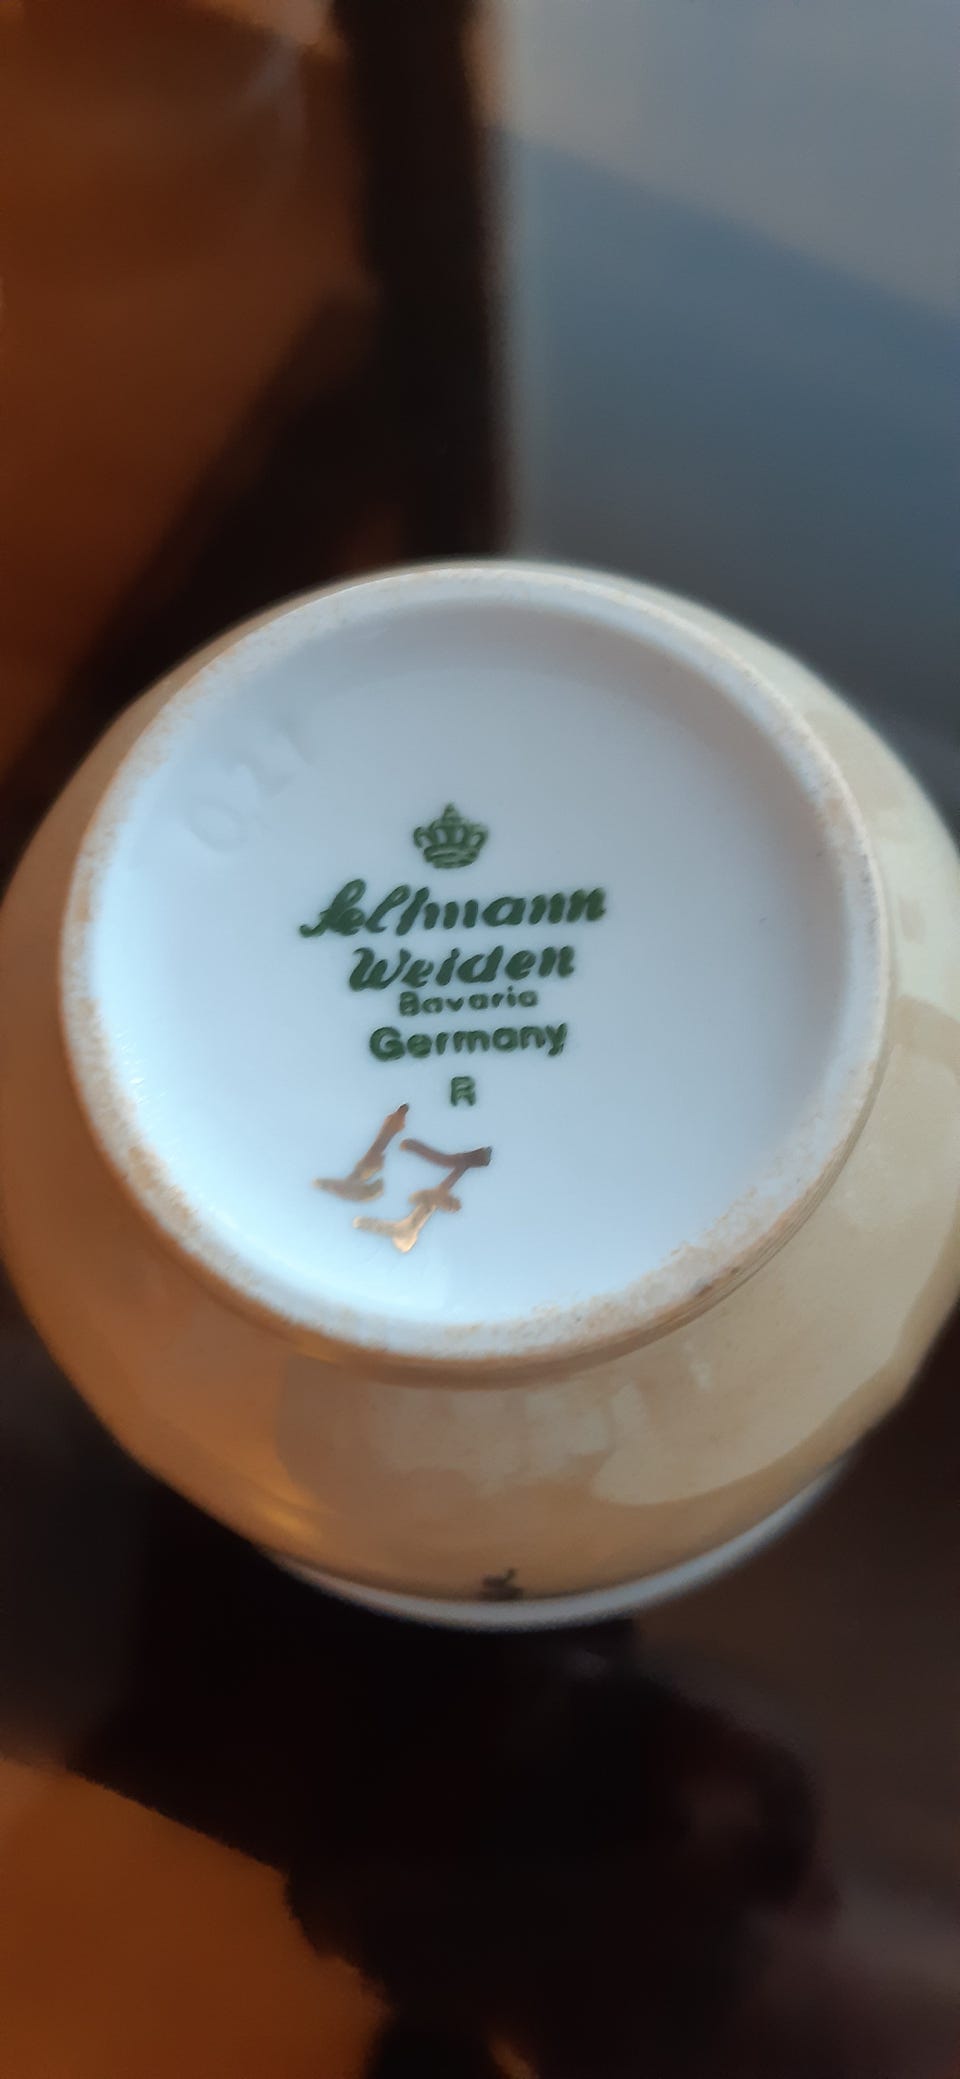 Seltmann
Weiden
Bavaria
Germany
R